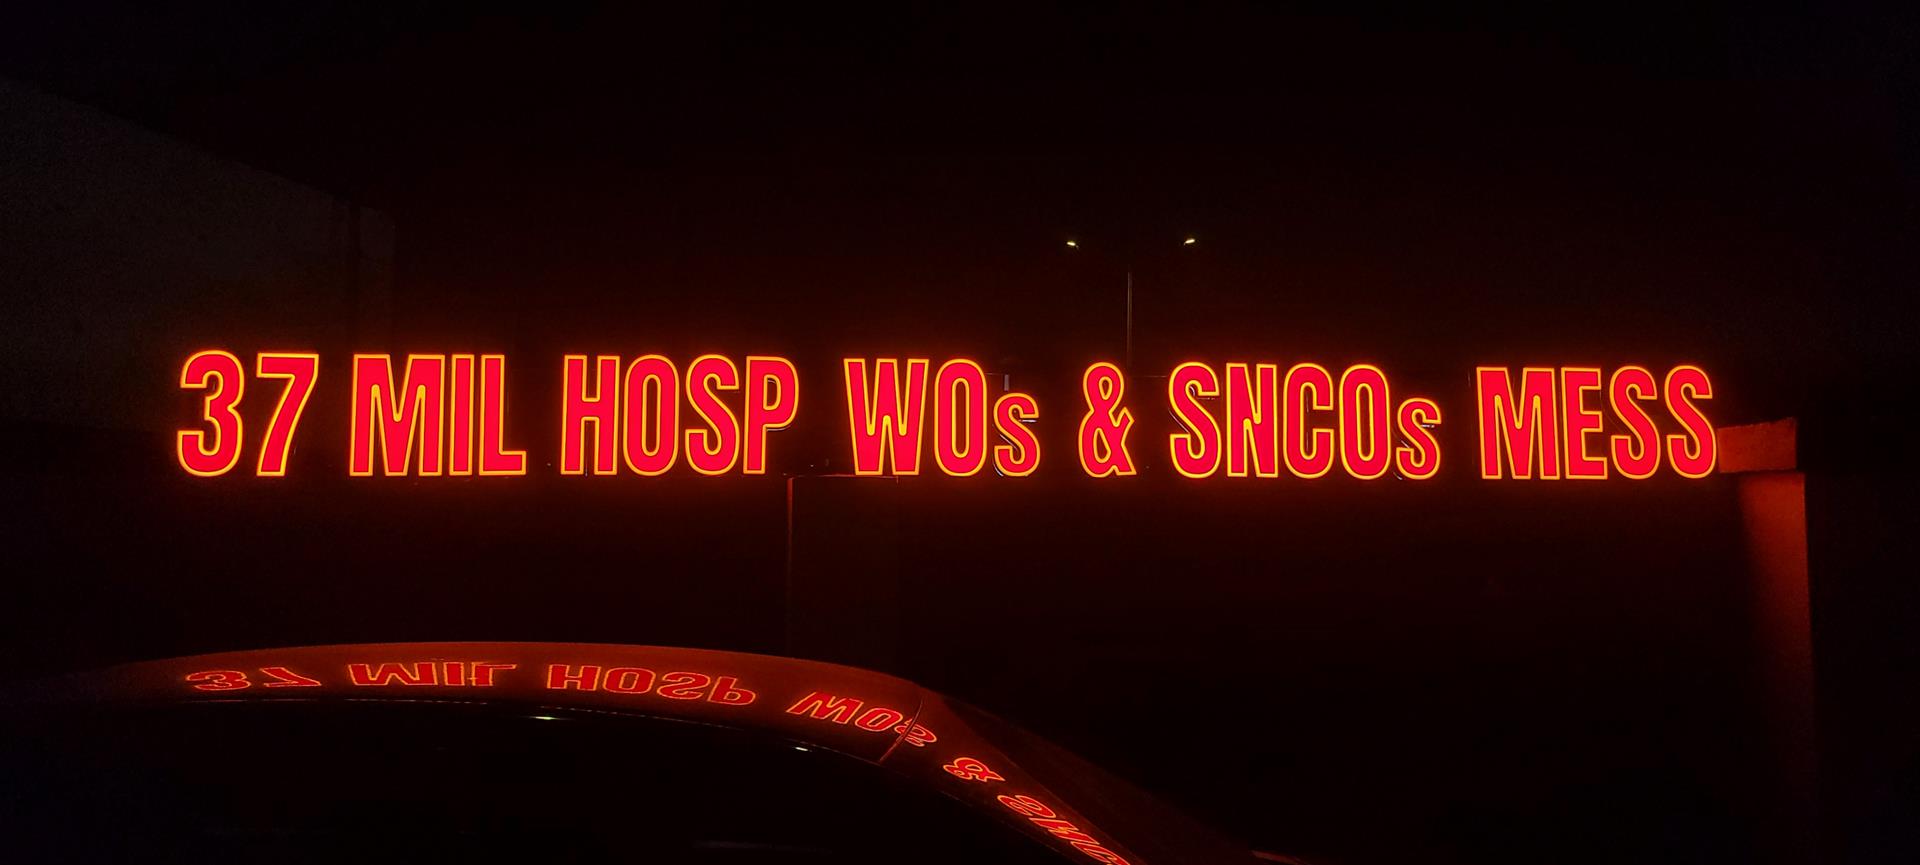 37 MIL HOSP WOs & SNCOs MESS